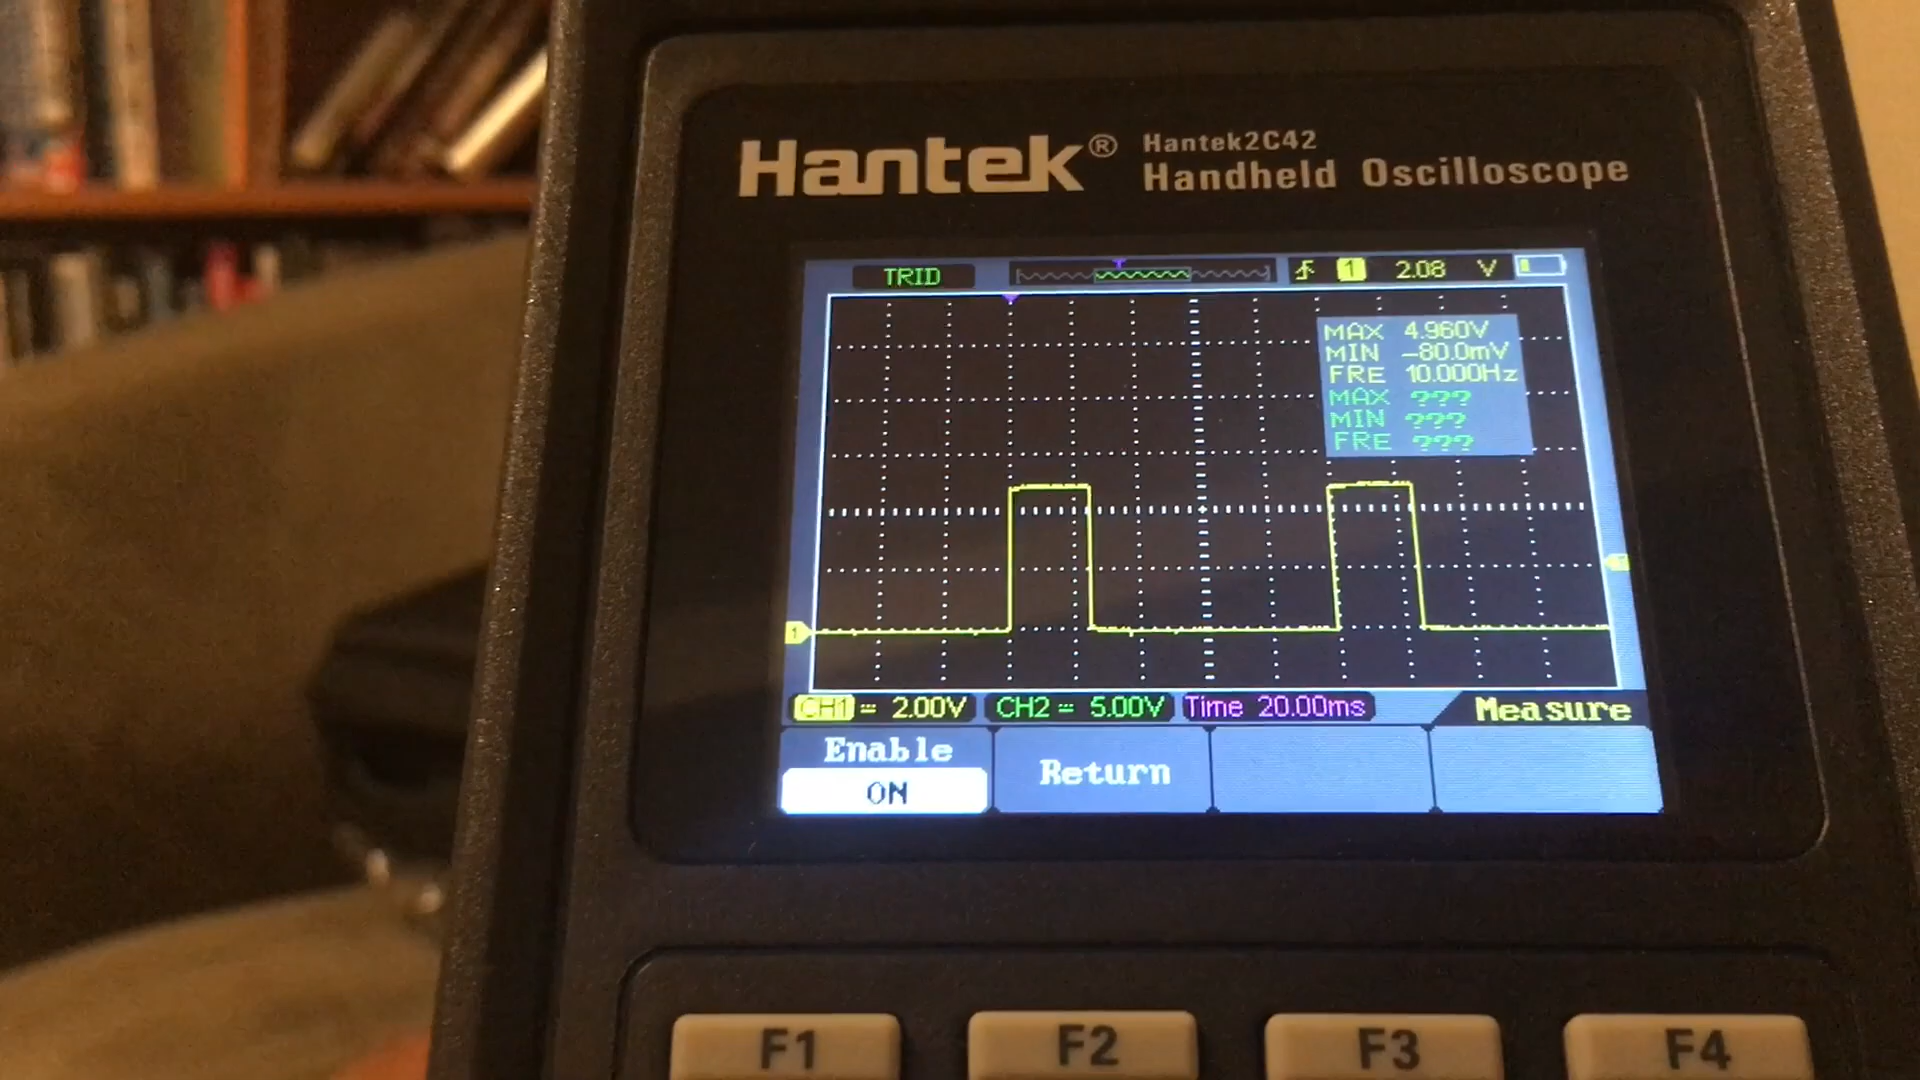 Hantek® Hantek2C42
Handheld Oscilloscope
TRID 1 2.08 V
MAX 4.960V
MIN -80.0mV
FRE 10.000Hz
MAX ???
MIN ???
FRE ???
1
CH1 = 2.00V CH2 = 5.00V Time 20.00ms Measure
Enable
ON
Return
F1 F2 F3 F4